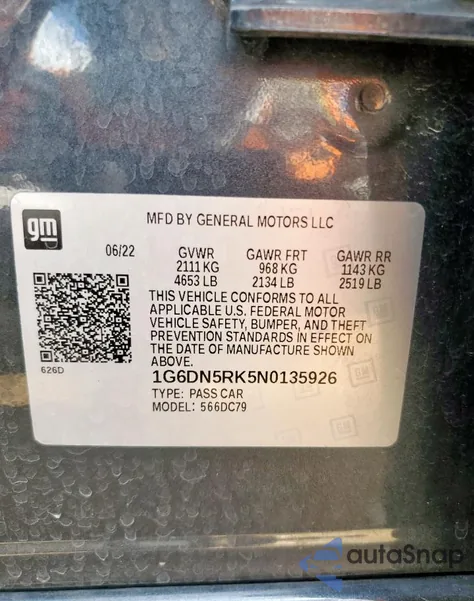 gm
MFD BY GENERAL MOTORS LLC
06/22 GVWR GAWR FRT GAWR RR
2111 KG 968 KG 1143 KG
4653 LB 2134 LB 2519 LB
THIS VEHICLE CONFORMS TO ALL
APPLICABLE U.S. FEDERAL MOTOR
VEHICLE SAFETY, BUMPER, AND THEFT
PREVENTION STANDARDS IN EFFECT ON
THE DATE OF MANUFACTURE SHOWN
ABOVE.
626D
1G6DN5RK5N0135926
TYPE: PASS CAR
MODEL: 566DC79
autoSnap